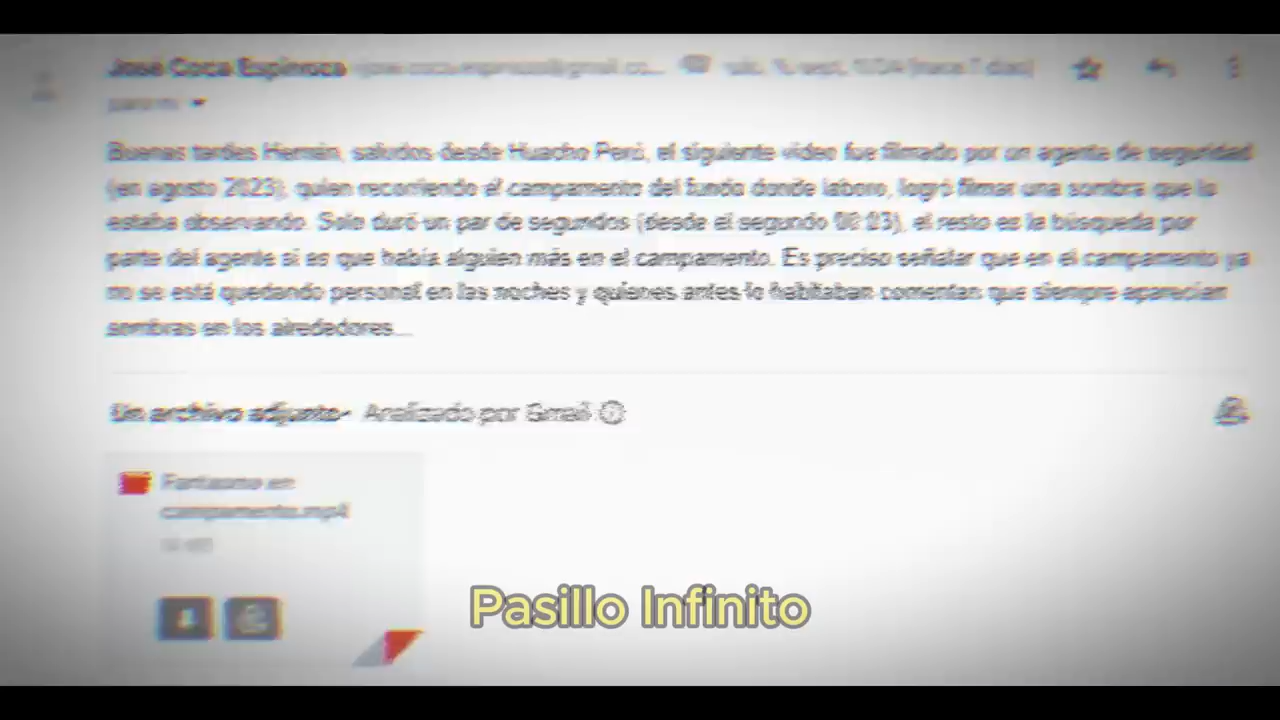 Jose Coca Espinoza
para mí
Buenas tardes Hernán, saludos desde Huacho Perú, el siguiente video fue filmado por un agente de seguridad
(en agosto 2023), quien recorriendo el campamento del fundo donde laboro, logró filmar una sombra que lo
estaba observando. Solo duró un par de segundos (desde el segundo 00:03), el resto es la búsqueda por
parte del agente si es que había alguien más en el campamento. Es preciso señalar que en el campamento ya
no se está quedando personal en las noches y quienes antes lo habitaban comentan que siempre aparecían
sombras en los alrededores...
Un archivo adjunto • Analizado por Gmail
Fantasma en
campamento.mp4
Pasillo Infinito